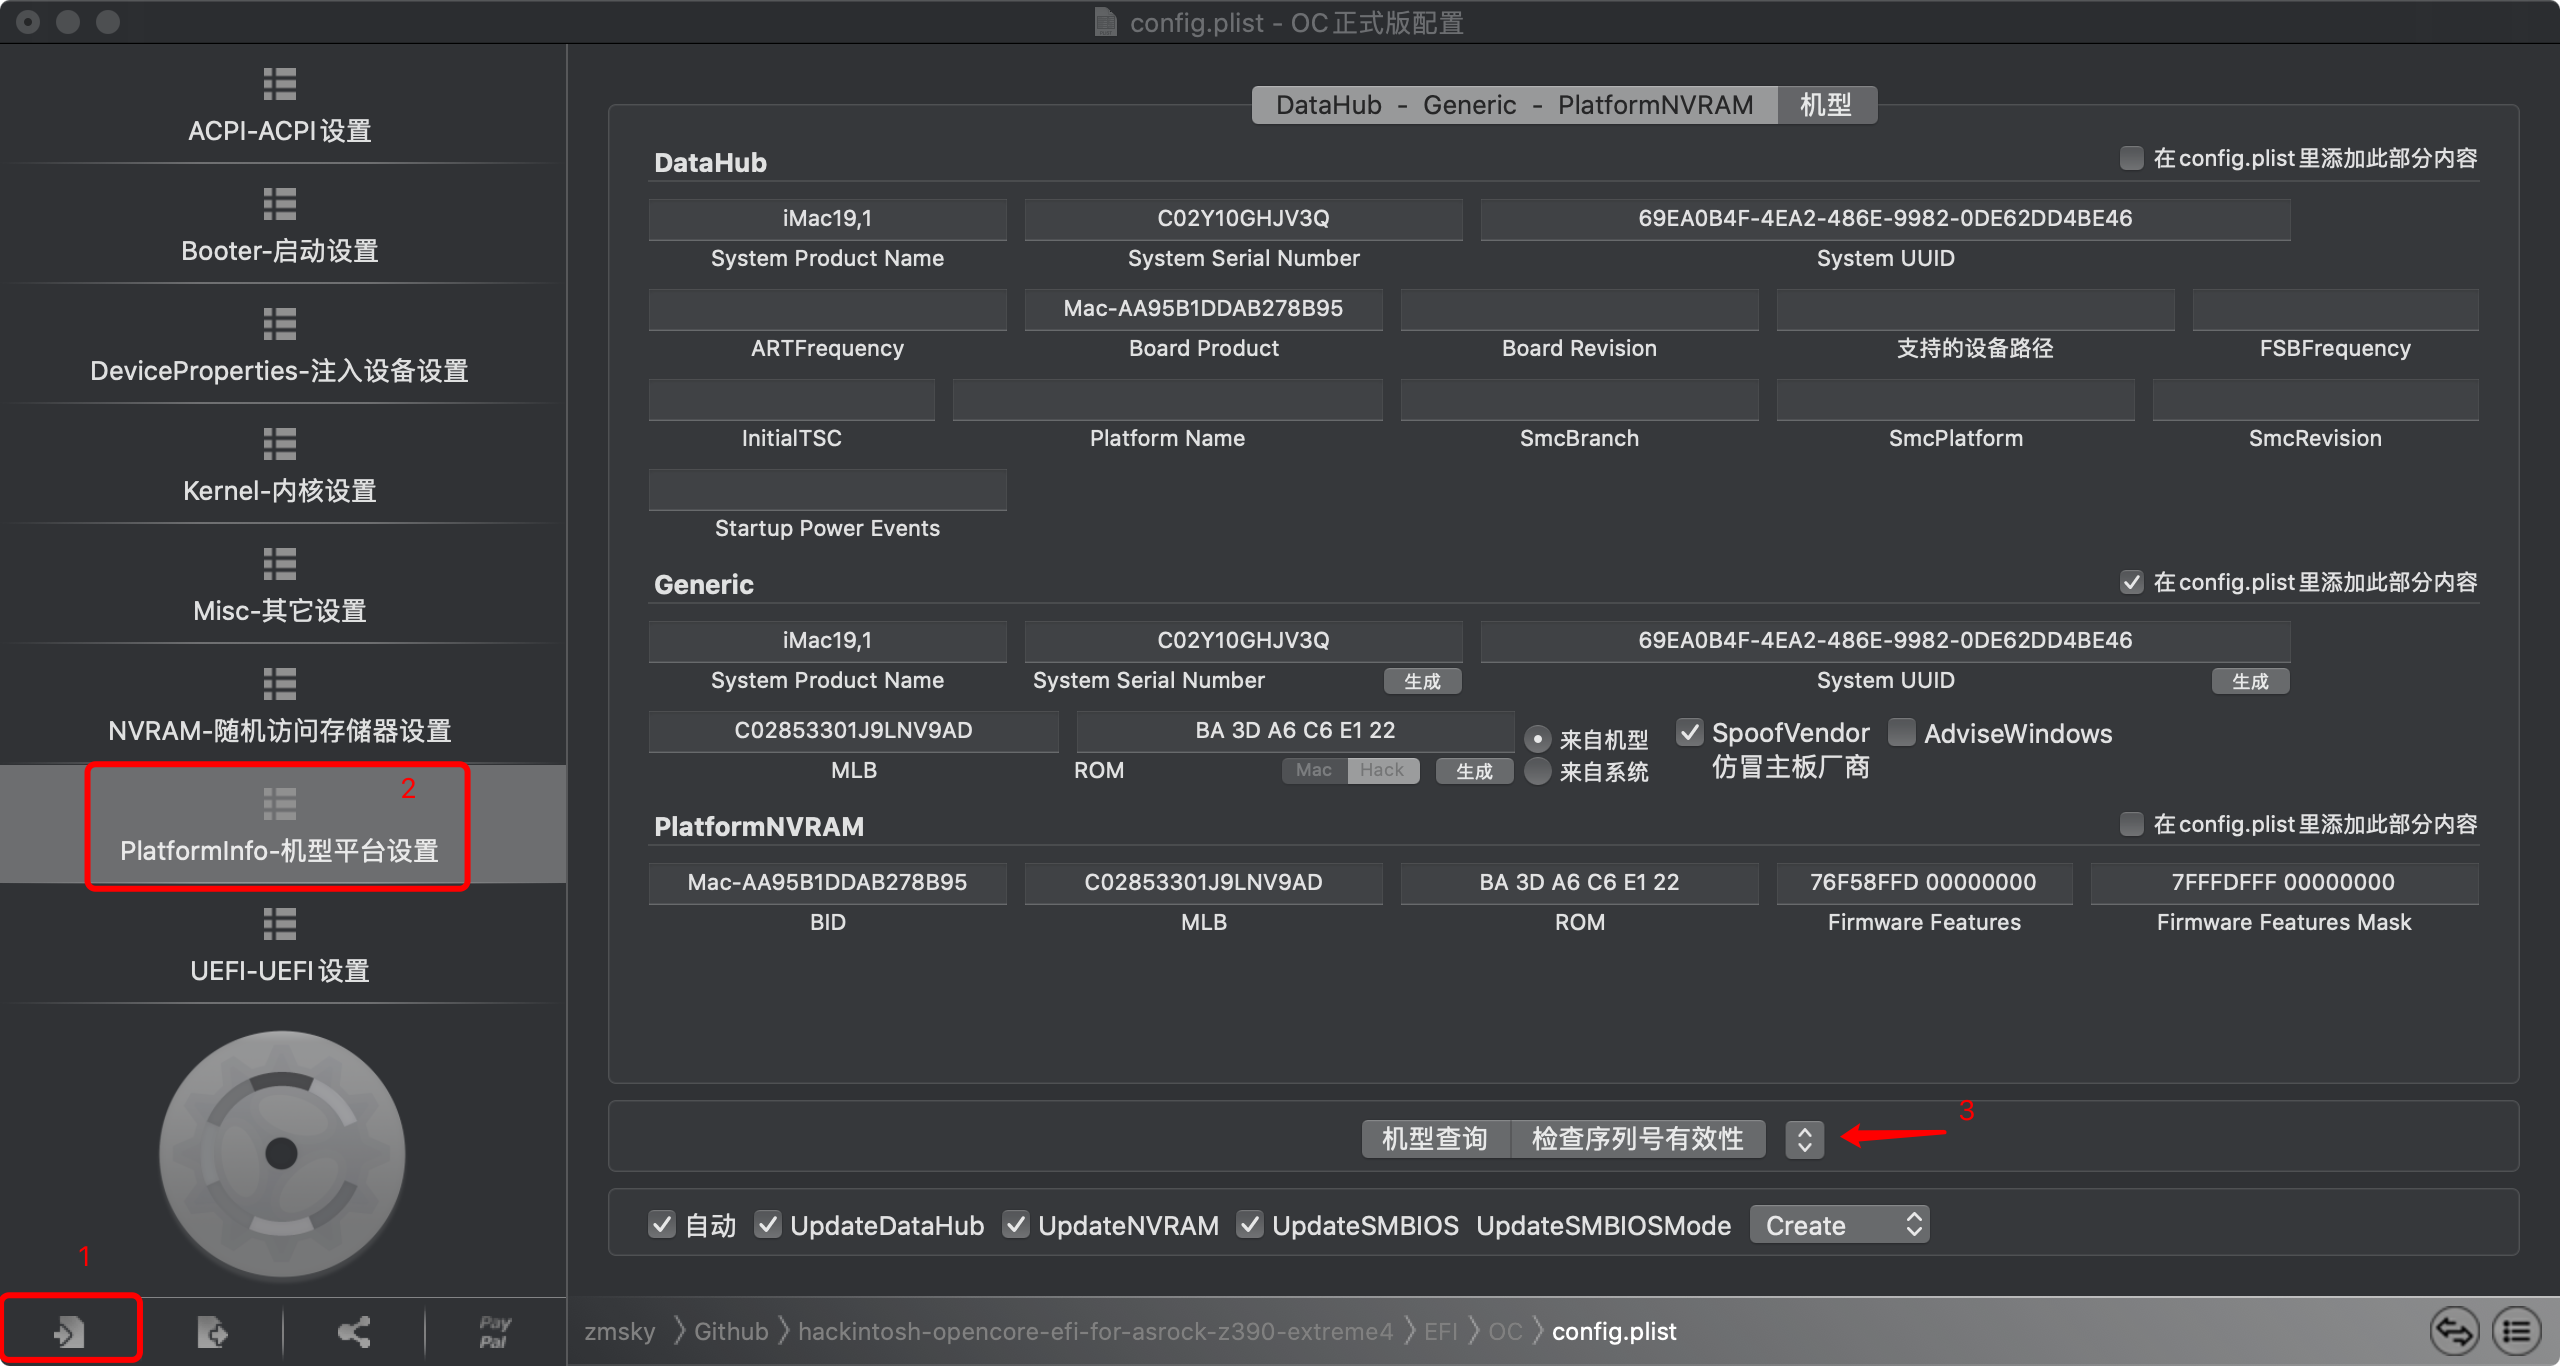 config.plist - OC正式版配置
ACPI-ACPI设置
Booter-启动设置
DeviceProperties-注入设备设置
Kernel-内核设置
Misc-其它设置
NVRAM-随机访问存储器设置
2
PlatformInfo-机型平台设置
UEFI-UEFI设置
1
Pay
Pal
DataHub - Generic - PlatformNVRAM 机型
DataHub 在config.plist里添加此部分内容
iMac19,1 C02Y10GHJV3Q 69EA0B4F-4EA2-486E-9982-0DE62DD4BE46
System Product Name System Serial Number System UUID
Mac-AA95B1DDAB278B95
ARTFrequency Board Product Board Revision 支持的设备路径 FSBFrequency
InitialTSC Platform Name SmcBranch SmcPlatform SmcRevision
Startup Power Events
Generic 在config.plist里添加此部分内容
iMac19,1 C02Y10GHJV3Q 69EA0B4F-4EA2-486E-9982-0DE62DD4BE46
System Product Name System Serial Number 生成 System UUID 生成
C02853301J9LNV9AD BA 3D A6 C6 E1 22 来自机型 SpoofVendor AdviseWindows
MLB ROM Mac Hack 生成 来自系统 仿冒主板厂商
PlatformNVRAM 在config.plist里添加此部分内容
Mac-AA95B1DDAB278B95 C02853301J9LNV9AD BA 3D A6 C6 E1 22 76F58FFD 00000000 7FFFDFFF 00000000
BID MLB ROM Firmware Features Firmware Features Mask
3
机型查询 检查序列号有效性
自动 UpdateDataHub UpdateNVRAM UpdateSMBIOS UpdateSMBIOSMode Create
zmsky Github hackintosh-opencore-efi-for-asrock-z390-extreme4 EFI OC config.plist